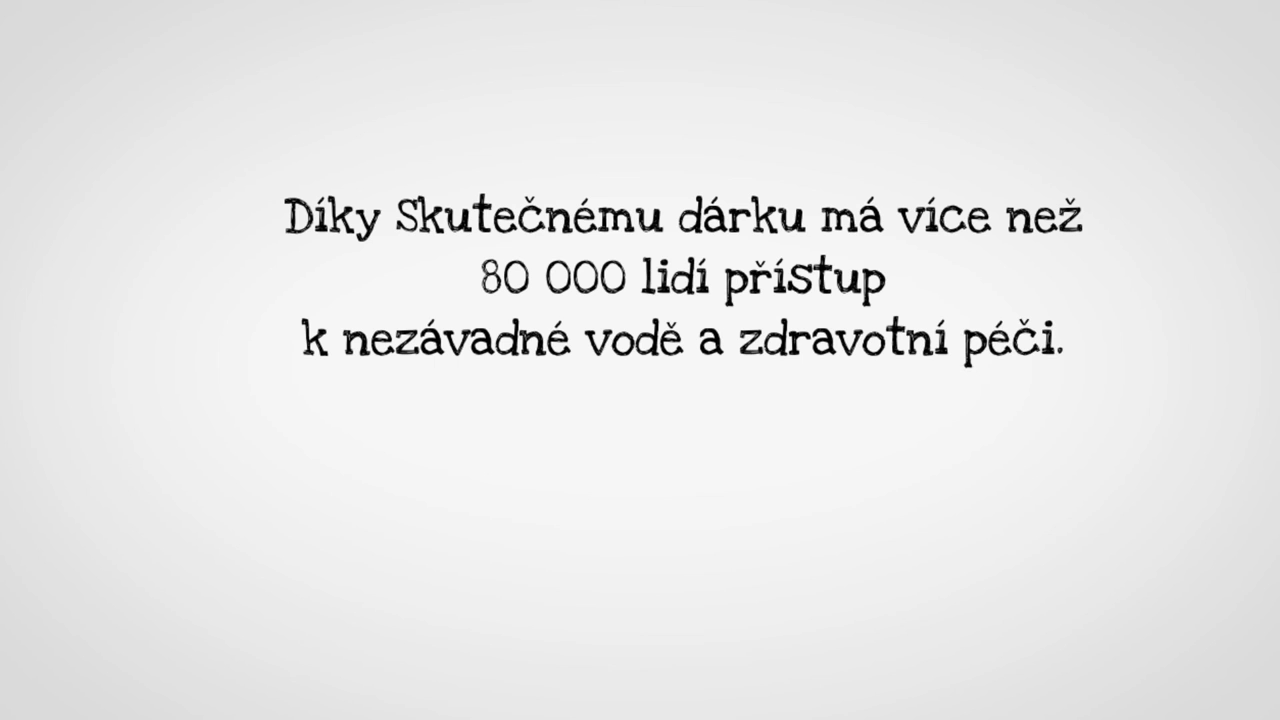 Díky Skutečnému dárku má více než
80 000 lidí přístup
k nezávadné vodě a zdravotní péči.